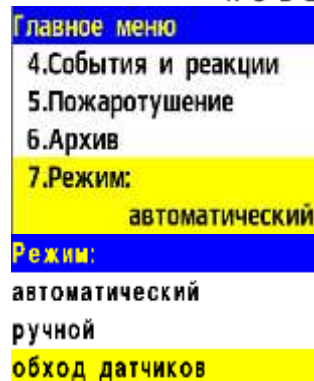 Главное меню
4.События и реакции
5.Пожаротушение
6.Архив
7.Режим:
автоматический
Режим:
автоматический
ручной
обход датчиков